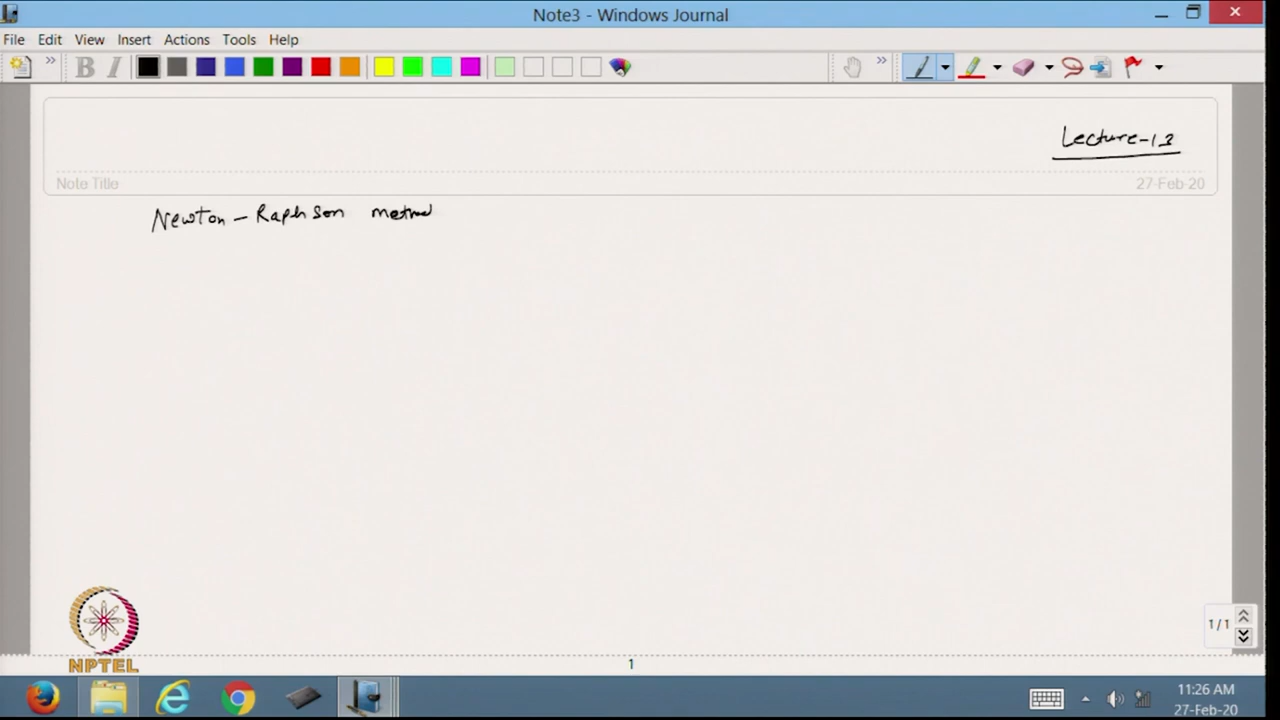 Note3 - Windows Journal
File Edit View Insert Actions Tools Help
B I
Lecture-13
Note Title
27-Feb-20
Newton - Raphson method
1 / 1
NPTEL
1
11:26 AM
27-Feb-20